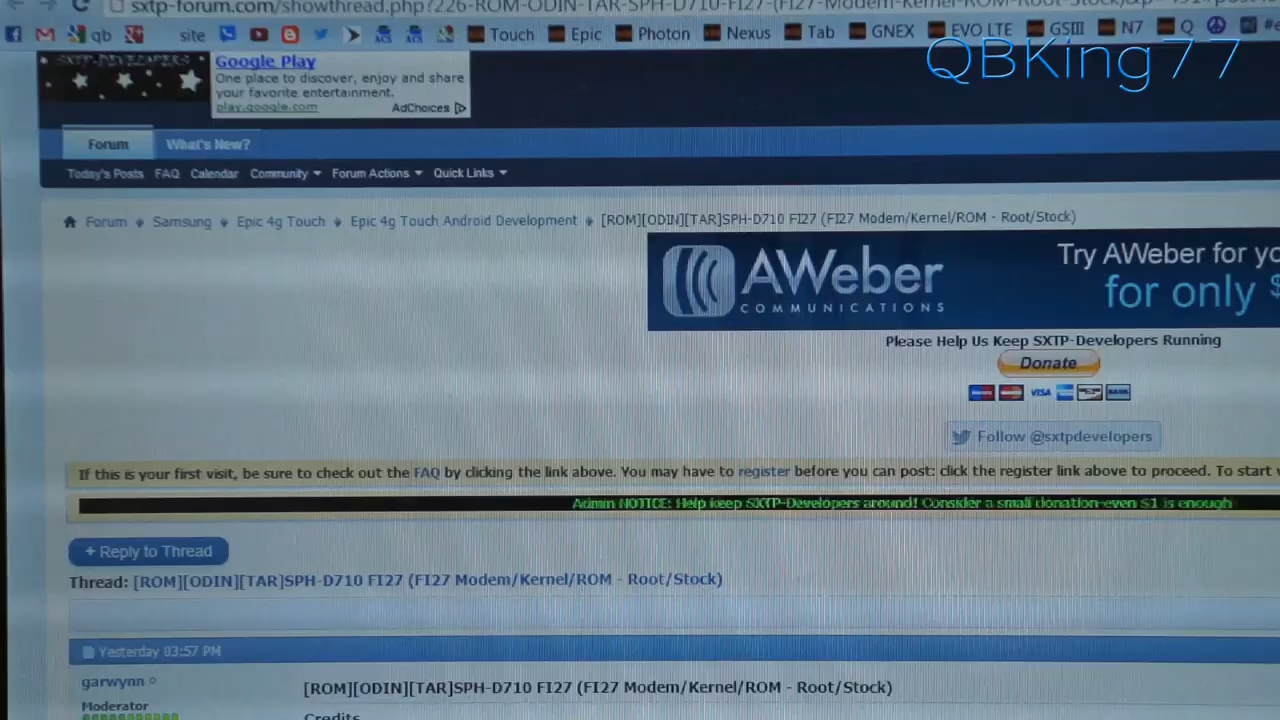 sxtp-forum.com/showthread.php?226-ROM-ODIN-TAR-SPH-D710-FI27-(FI27-Modem-Kernel-ROM-Root-Stock)&p
qb site Touch Epic Photon Nexus Tab GNEX EVO LTE GSIII N7 Q
QBKing77
SXTP-DEVELOPERS
Google Play
One place to discover, enjoy and share
your favorite entertainment.
play.google.com AdChoices
Forum What's New?
Today's Posts FAQ Calendar Community Forum Actions Quick Links
Forum Samsung Epic 4g Touch Epic 4g Touch Android Development [ROM][ODIN][TAR]SPH-D710 FI27 (FI27 Modem/Kernel/ROM - Root/Stock)
AWeber
COMMUNICATIONS
Try AWeber for yo
for only $
Please Help Us Keep SXTP-Developers Running
Donate
VISA
Follow @sxtpdevelopers
If this is your first visit, be sure to check out the FAQ by clicking the link above. You may have to register before you can post: click the register link above to proceed. To start
Admin NOTICE: Help keep SXTP-Developers around! Consider a small donation-even $1 is enough
+ Reply to Thread
Thread: [ROM][ODIN][TAR]SPH-D710 FI27 (FI27 Modem/Kernel/ROM - Root/Stock)
Yesterday 03:57 PM
garwynn
Moderator
[ROM][ODIN][TAR]SPH-D710 FI27 (FI27 Modem/Kernel/ROM - Root/Stock)
Credits